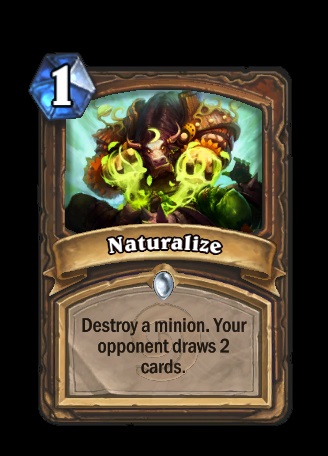 1
Naturalize
Destroy a minion. Your
opponent draws 2
cards.